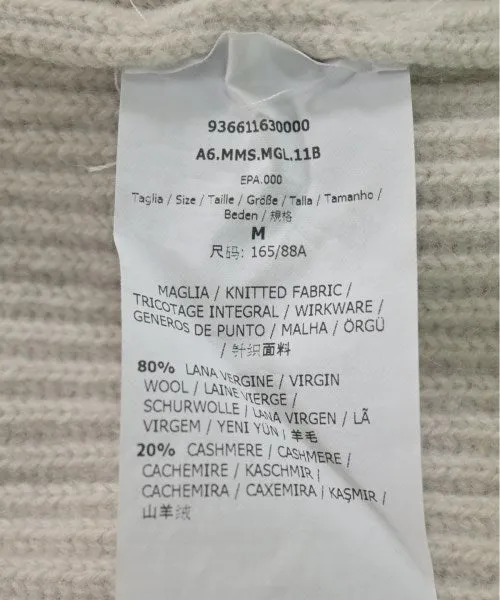 936611630000
A6.MMS.MGL.11B
EPA.000
Taglia / Size / Taille / Größe / Talla / Tamanho /
Beden / 规格
M
尺码: 165/88A
MAGLIA / KNITTED FABRIC /
TRICOTAGE INTEGRAL / WIRKWARE /
GENEROS DE PUNTO / MALHA / ÖRGÜ
/ 针织面料
80% LANA VERGINE / VIRGIN
WOOL / LAINE VIERGE /
SCHURWOLLE / LANA VIRGEN / LÃ
VIRGEM / YENI YÜN / 羊毛
20% CASHMERE / CASHMERE /
CACHEMIRE / KASCHMIR /
CACHEMIRA / CAXEMIRA / KAŞMIR /
山羊绒